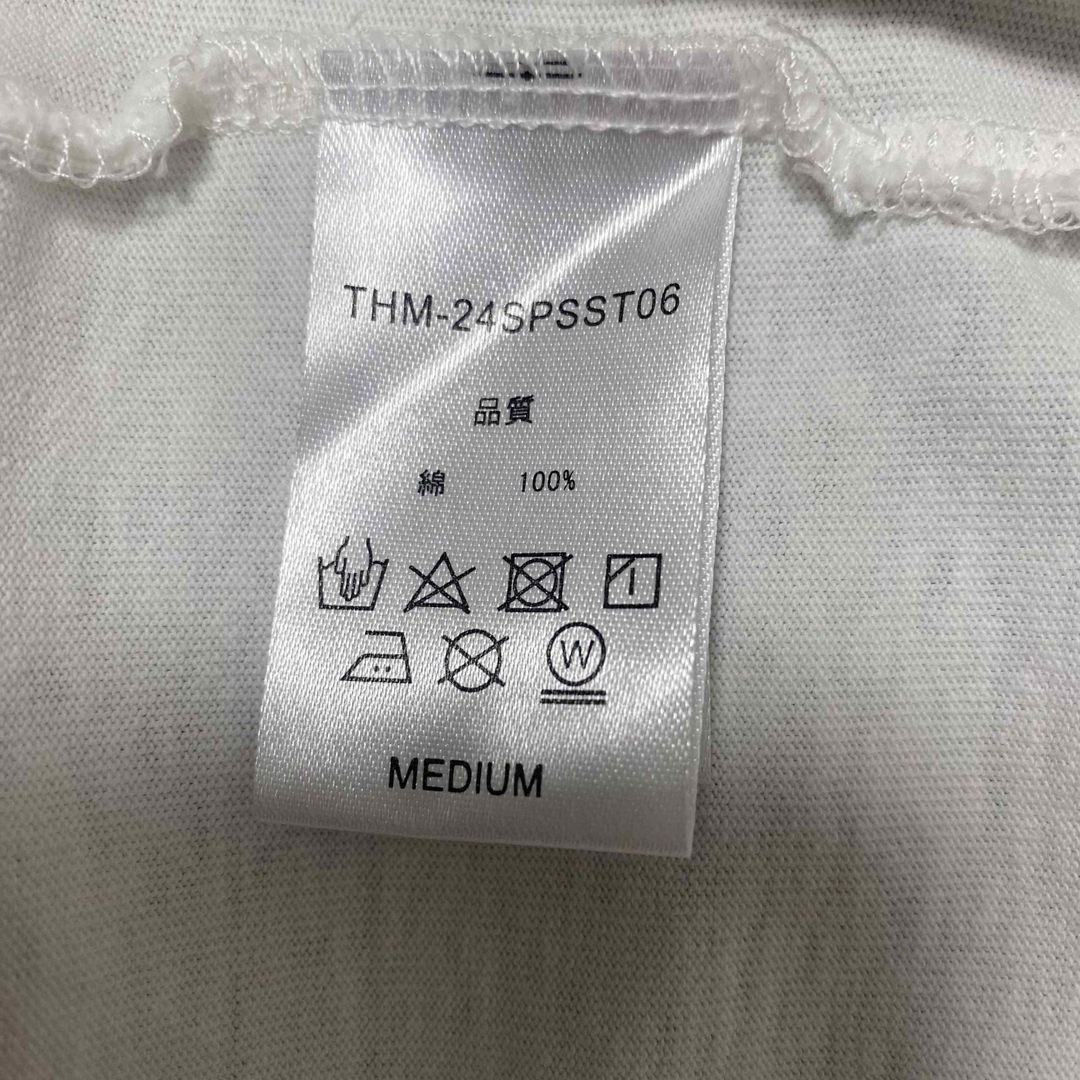 THM-24SPSST06
品質
綿 100%
W
MEDIUM